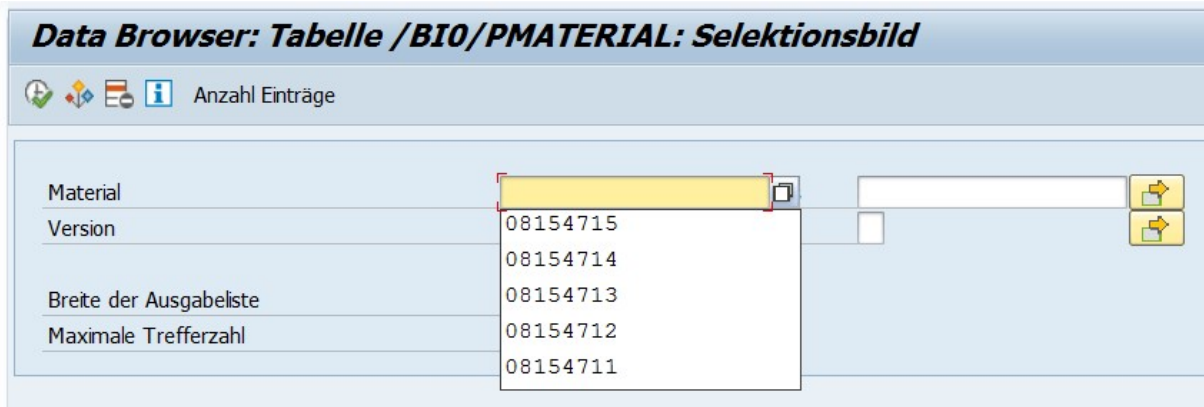 Data Browser: Tabelle /BI0/PMATERIAL: Selektionsbild
Anzahl Einträge
Material
Version
Breite der Ausgabeliste
Maximale Trefferzahl
08154715
08154714
08154713
08154712
08154711